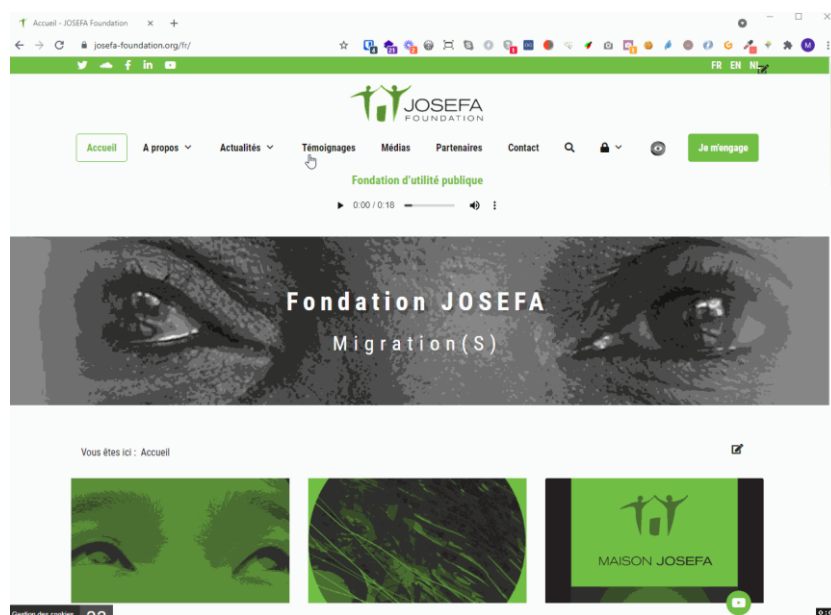 Accueil - JOSEFA Foundation
josefa-foundation.org/fr/
FR EN NL
JOSEFA
FOUNDATION
Accueil A propos Actualités Témoignages Médias Partenaires Contact Je m'engage
Fondation d'utilité publique
0:00 / 0:18
Fondation JOSEFA
Migration(S)
Vous êtes ici : Accueil
MAISON JOSEFA
Gestion des cookies